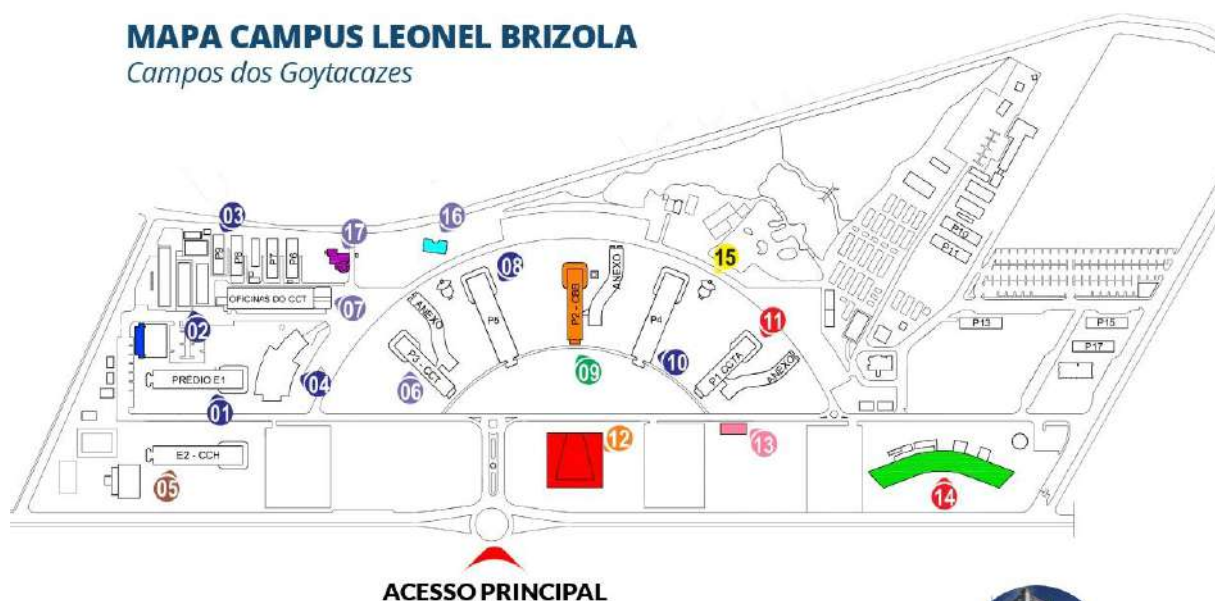 MAPA CAMPUS LEONEL BRIZOLA
Campos dos Goytacazes
03
17
16
P9
P8
P7
P6
OFICINAS DO CCT
07
02
PRÉDIO E1
01
04
E2 - CCH
05
ANEXO
P3 - CCT
06
P5
08
P2 - CBB
ANEXO
09
P4
10
15
11
P1 CCTA
ANEXO
12
13
14
P10
P11
P13
P15
P17
ACESSO PRINCIPAL